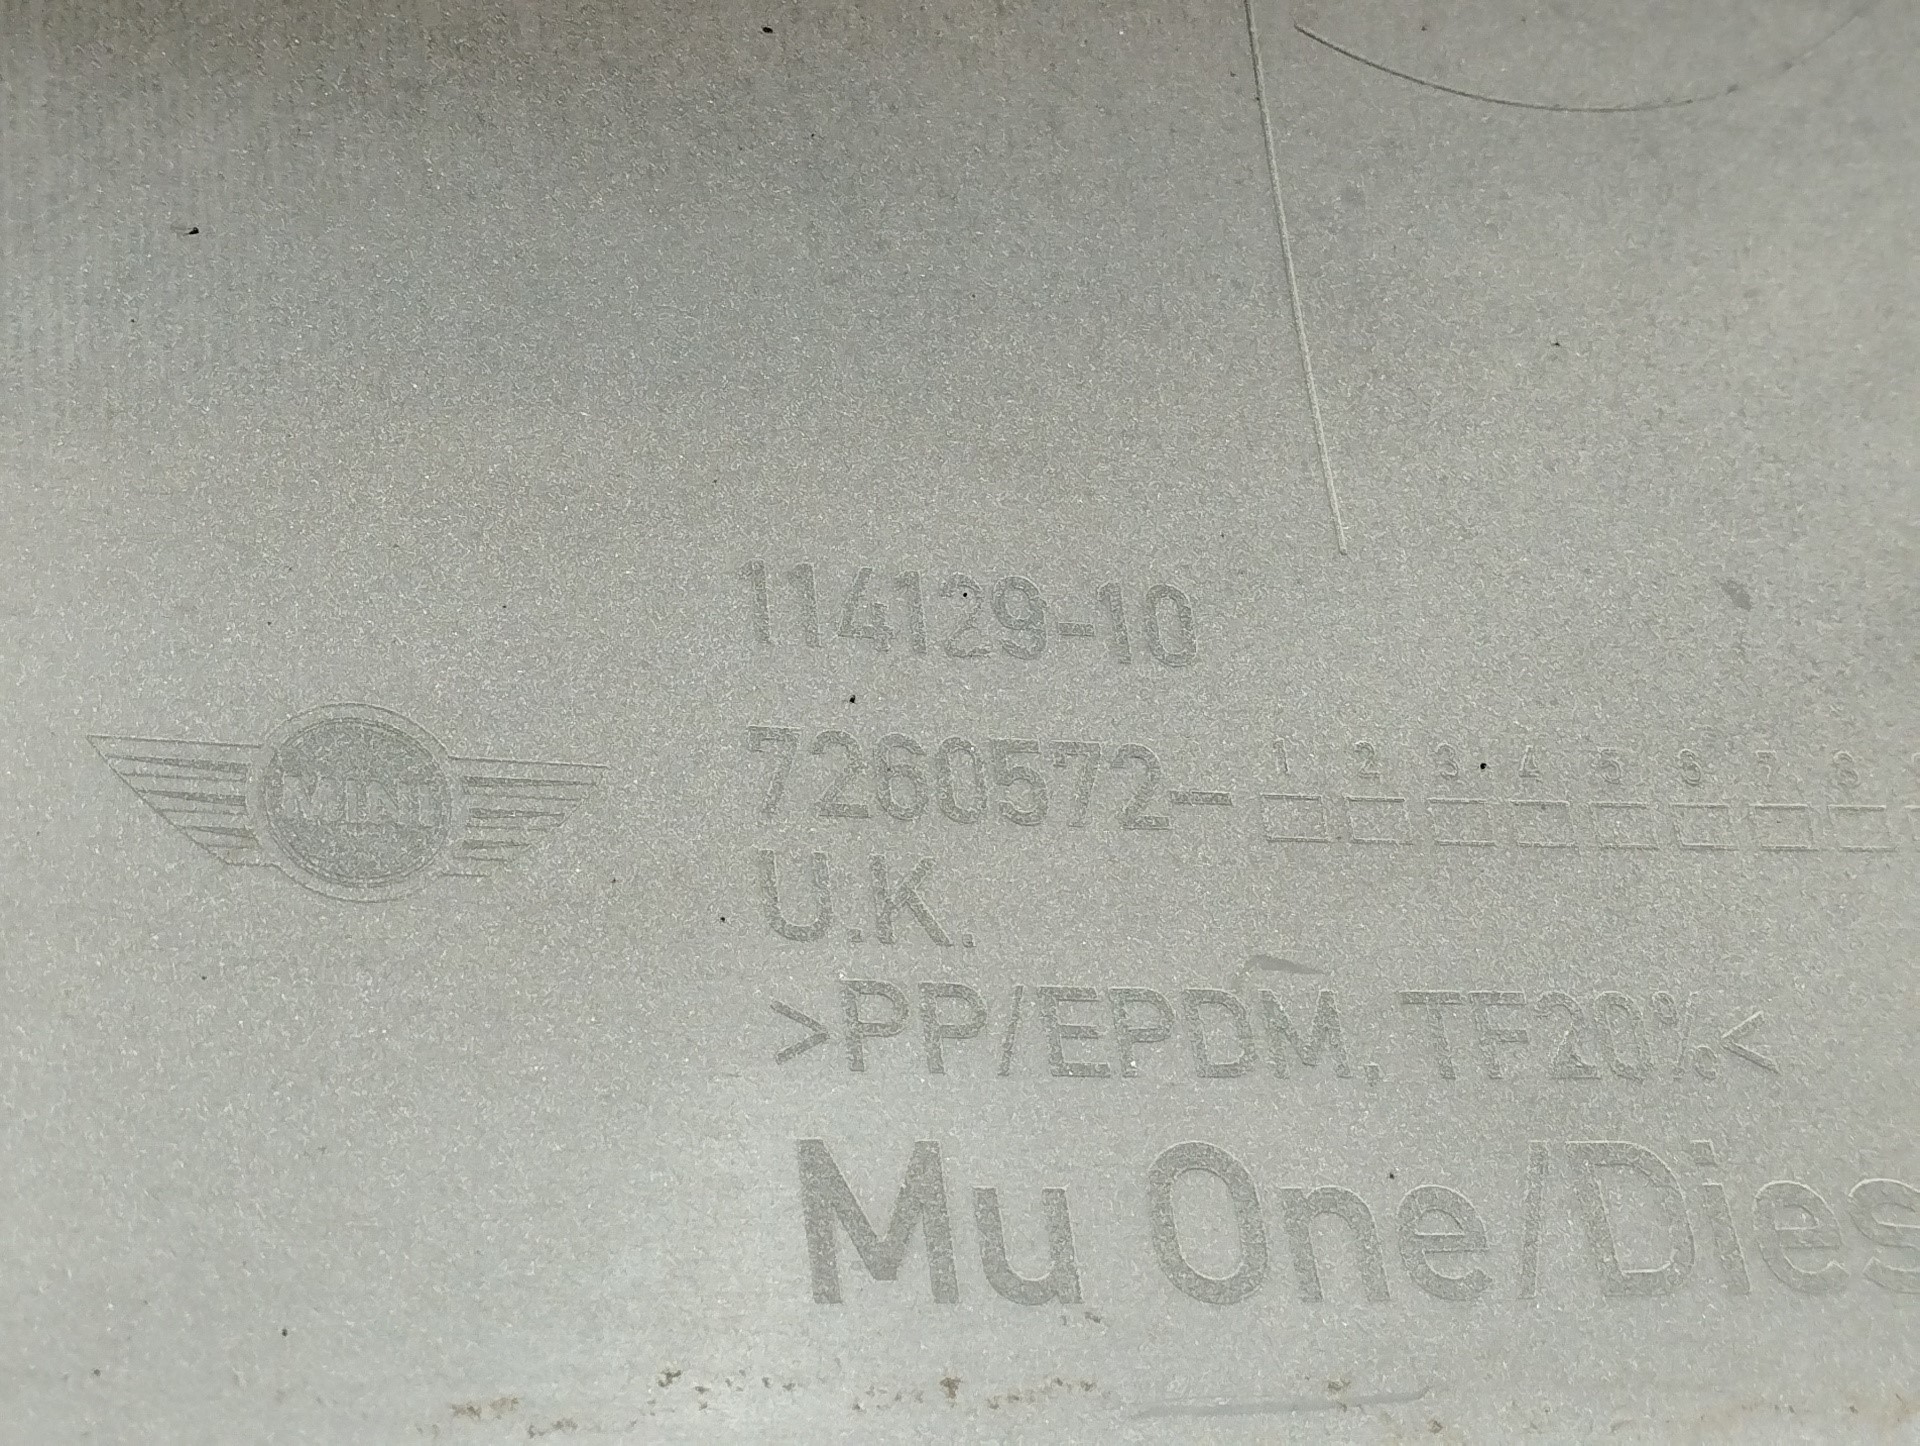 114129-10
MINI
7260572- 1 2 3 4 5 6 7 8
U.K.
>PP/EPDM, TF20%<
Mu One/Dies